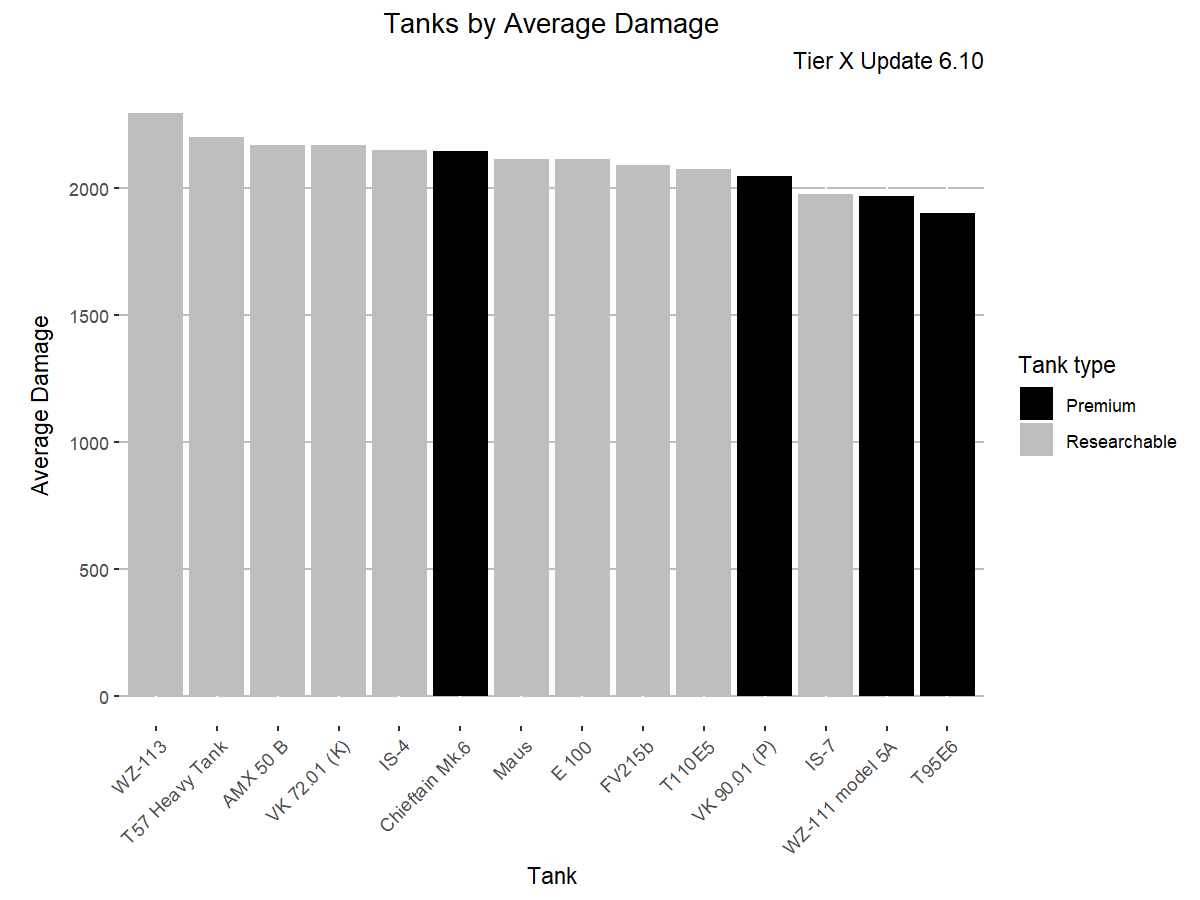 Tanks by Average Damage
Tier X Update 6.10
Average Damage
2000
1500
1000
500
0
WZ-113
T57 Heavy Tank
AMX 50 B
VK 72.01 (K)
IS-4
Chieftain Mk.6
Maus
E 100
FV215b
T110E5
VK 90.01 (P)
IS-7
WZ-111 model 5A
T95E6
Tank
Tank type
Premium
Researchable